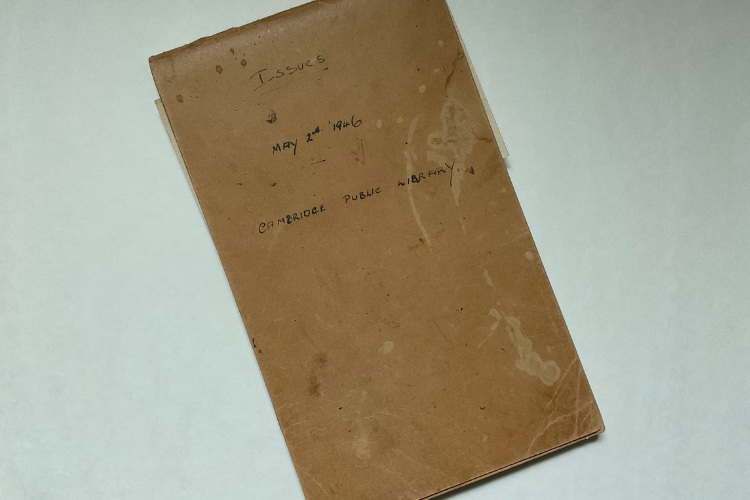 Issues
MAY 2nd 1946
CAMBRIDGE PUBLIC LIBRARY.